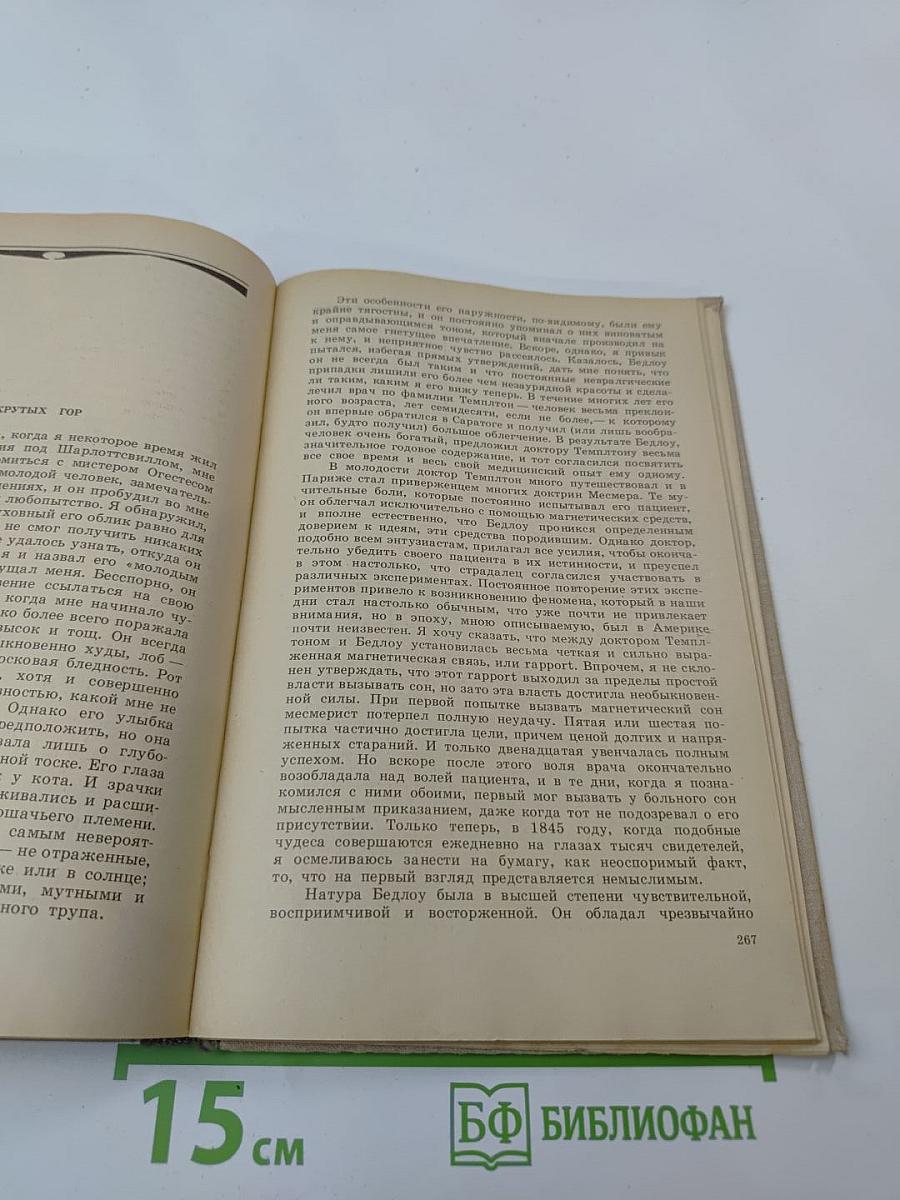 КРУТЫХ ГОР
, когда я некоторое время жил
ия под Шарлоттсвиллом, мне
омиться с мистером Огестесом
молодой человек, замечатель-
ениях, и он пробудил во мне
любопытство. Я обнаружил,
уховный его облик равно для
не смог получить никаких
е удалось узнать, откуда он
я и назвал его «молодым
ущал меня. Бесспорно, он
ение ссылаться на свою
когда мне начинало чу-
ко более всего поражала
высок и тощ. Он всегда
ыкновенно худы, лоб —
осковая бледность. Рот
, хотя и совершенно
вностью, какой мне не
Однако его улыбка
редположить, но она
вала лишь о глубо-
ной тоске. Его глаза
у кота. И зрачки
живались и расши-
ошачьего племени.
самым невероят-
— не отраженные,
ке или в солнце;
ми, мутными и
ного трупа.
Эти особенности его наружности, по-видимому, были ему
крайне тягостны, и он постоянно упоминал о них виноватым
и оправдывающимся тоном, который вначале производил на
меня самое гнетущее впечатление. Вскоре, однако, я привык
к нему, и неприятное чувство рассеялось. Казалось, Бедлоу
пытался, избегая прямых утверждений, дать мне понять, что
он не всегда был таким и что постоянные невралгические
припадки лишили его более чем незаурядной красоты и сдела-
ли таким, каким я его вижу теперь. В течение многих лет его
лечил врач по фамилии Темплтон — человек весьма преклон-
ного возраста, лет семидесяти, если не более,— к которому
он впервые обратился в Саратоге и получил (или лишь вообра-
зил, будто получил) большое облегчение. В результате Бедлоу,
человек очень богатый, предложил доктору Темплтону весьма
значительное годовое содержание, и тот согласился посвятить
все свое время и весь свой медицинский опыт ему одному.
В молодости доктор Темплтон много путешествовал и в
Париже стал приверженцем многих доктрин Месмера. Те му-
чительные боли, которые постоянно испытывал его пациент,
он облегчал исключительно с помощью магнетических средств,
и вполне естественно, что Бедлоу проникся определенным
доверием к идеям, эти средства породившим. Однако доктор,
подобно всем энтузиастам, прилагал все усилия, чтобы оконча-
тельно убедить своего пациента в их истинности, и преуспел
в этом настолько, что страдалец согласился участвовать в
различных экспериментах. Постоянное повторение этих экспе-
риментов привело к возникновению феномена, который в наши
дни стал настолько обычным, что уже почти не привлекает
внимания, но в эпоху, мною описываемую, был в Америке
почти неизвестен. Я хочу сказать, что между доктором Темпл-
тоном и Бедлоу установилась весьма четкая и сильно выра-
женная магнетическая связь, или rapport. Впрочем, я не скло-
нен утверждать, что этот rapport выходил за пределы простой
власти вызывать сон, но зато эта власть достигла необыкновен-
ной силы. При первой попытке вызвать магнетический сон
месмерист потерпел полную неудачу. Пятая или шестая по-
пытка частично достигла цели, причем ценой долгих и напря-
женных стараний. И только двенадцатая увенчалась полным
успехом. Но вскоре после этого воля врача окончательно
возобладала над волей пациента, и в те дни, когда я позна-
комился с ними обоими, первый мог вызвать у больного сон
мысленным приказанием, даже когда тот не подозревал о его
присутствии. Только теперь, в 1845 году, когда подобные
чудеса совершаются ежедневно на глазах тысяч свидетелей,
я осмеливаюсь занести на бумагу, как неоспоримый факт,
то, что на первый взгляд представляется немыслимым.
Натура Бедлоу была в высшей степени чувствительной,
восприимчивой и восторженной. Он обладал чрезвычайно
267
15 см
БФ БИБЛИОФАН